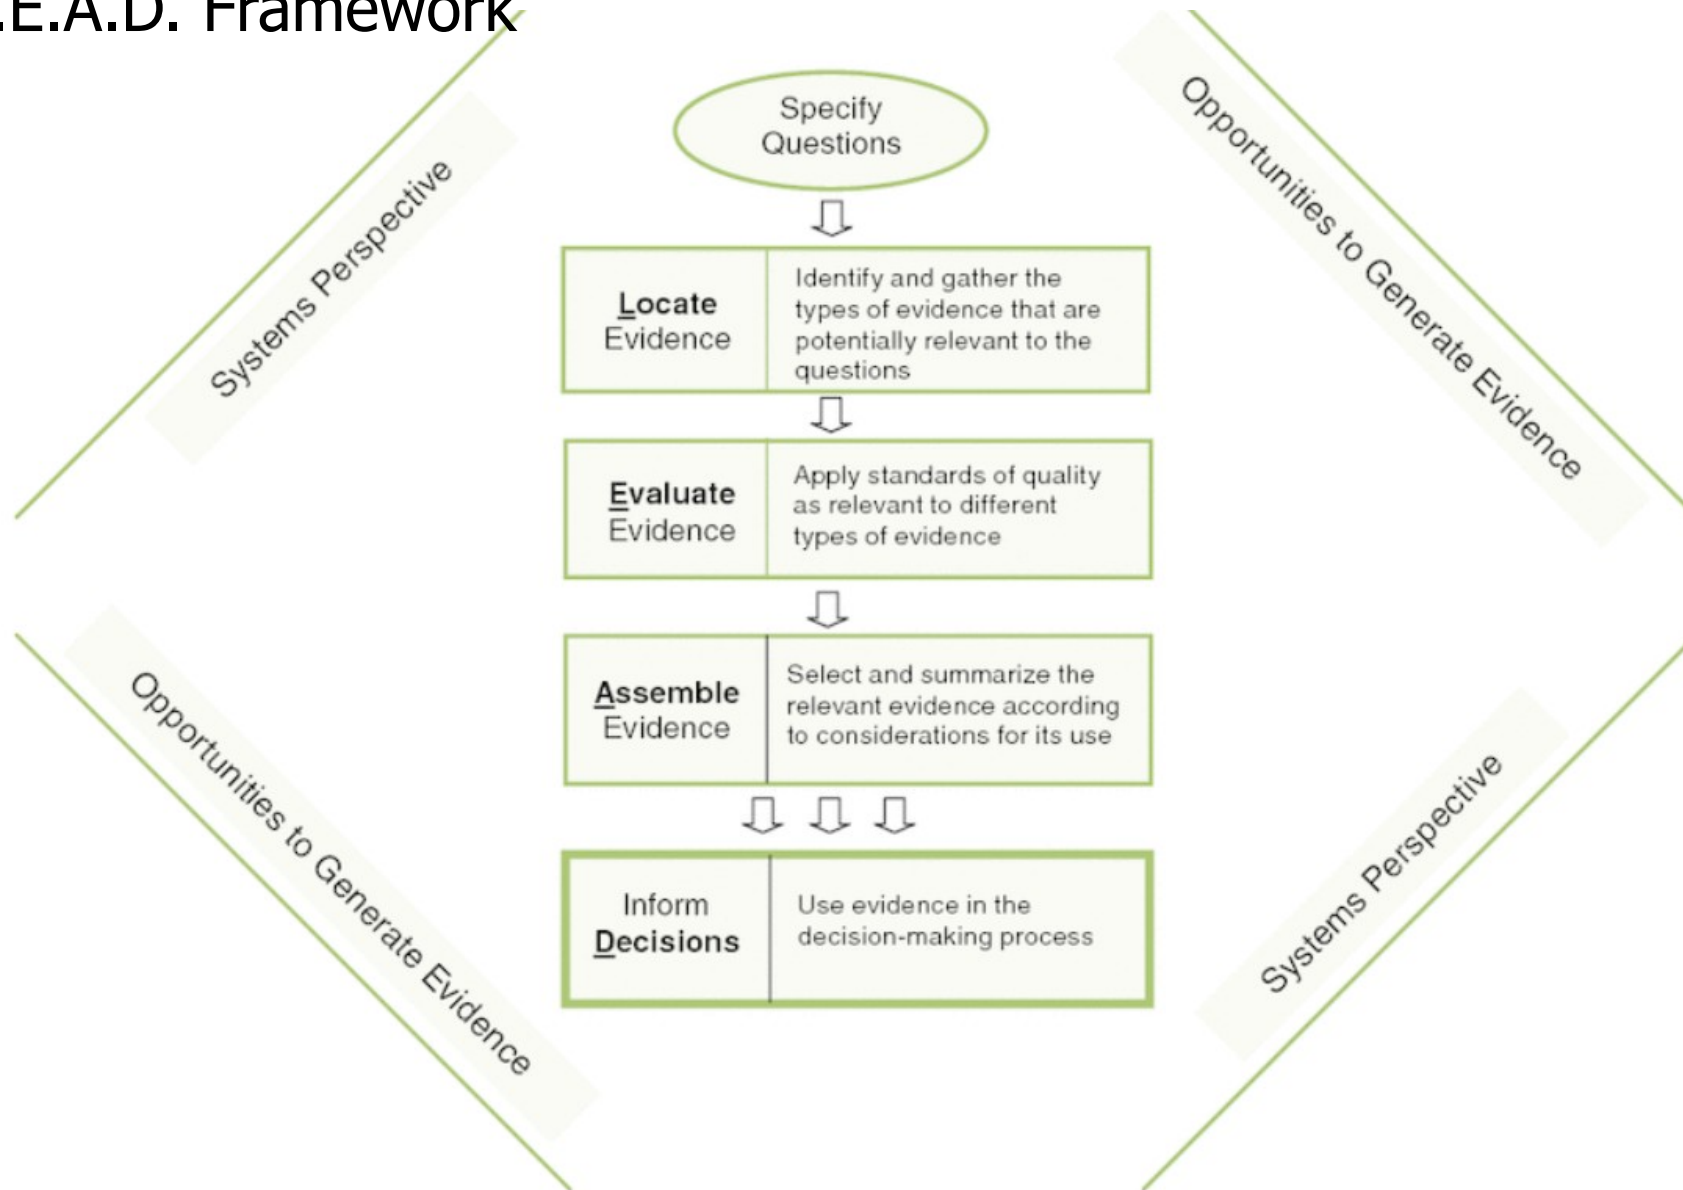 .E.A.D. Framework
Specify
Questions
Systems Perspective
Opportunities to Generate Evidence
Locate
Evidence
Identify and gather the
types of evidence that are
potentially relevant to the
questions
Evaluate
Evidence
Apply standards of quality
as relevant to different
types of evidence
Assemble
Evidence
Select and summarize the
relevant evidence according
to considerations for its use
Opportunities to Generate Evidence
Systems Perspective
Inform
Decisions
Use evidence in the
decision-making process